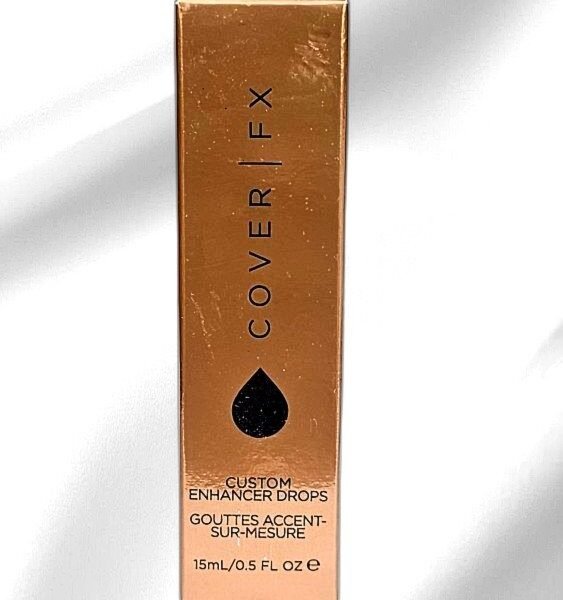 COVER | FX
CUSTOM
ENHANCER DROPS
GOUTTES ACCENT-
SUR-MESURE
15mL/0.5 FL OZ ℮